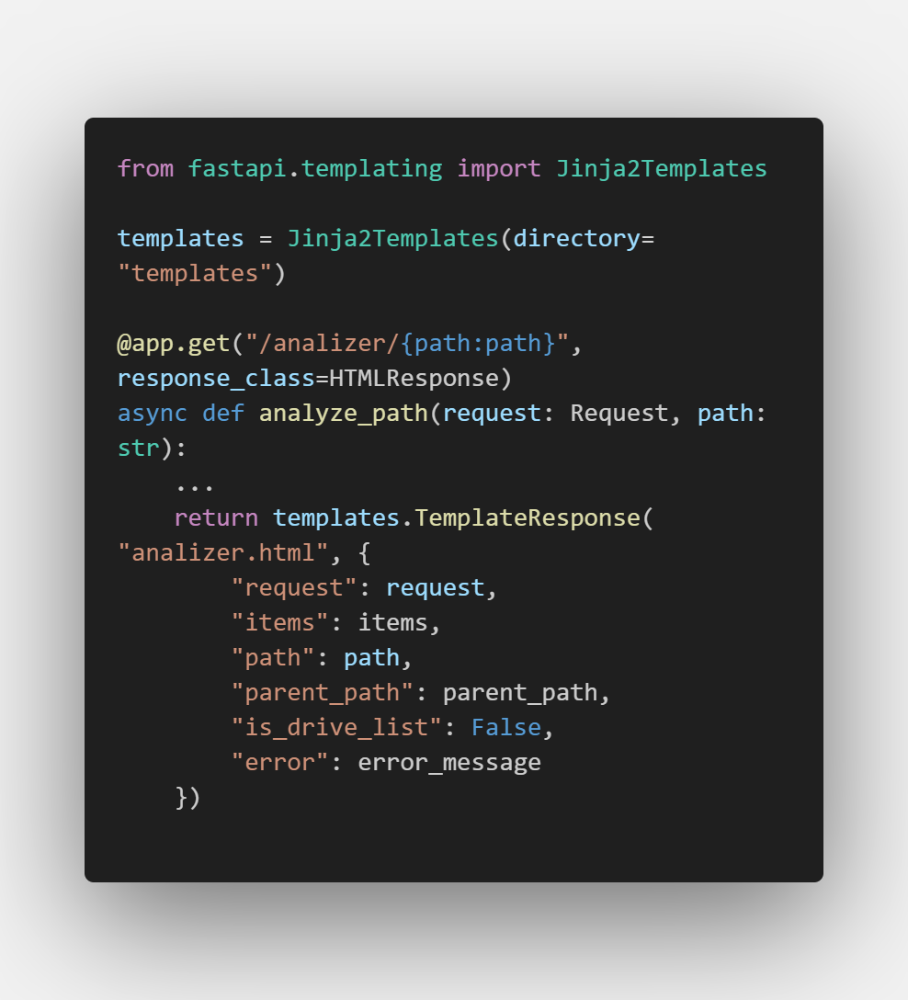 from fastapi.templating import Jinja2Templates
templates = Jinja2Templates(directory=
"templates")
@app.get("/analizer/{path:path}",
response_class=HTMLResponse)
async def analyze_path(request: Request, path:
str):
    ...
    return templates.TemplateResponse(
"analizer.html", {
        "request": request,
        "items": items,
        "path": path,
        "parent_path": parent_path,
        "is_drive_list": False,
        "error": error_message
    })